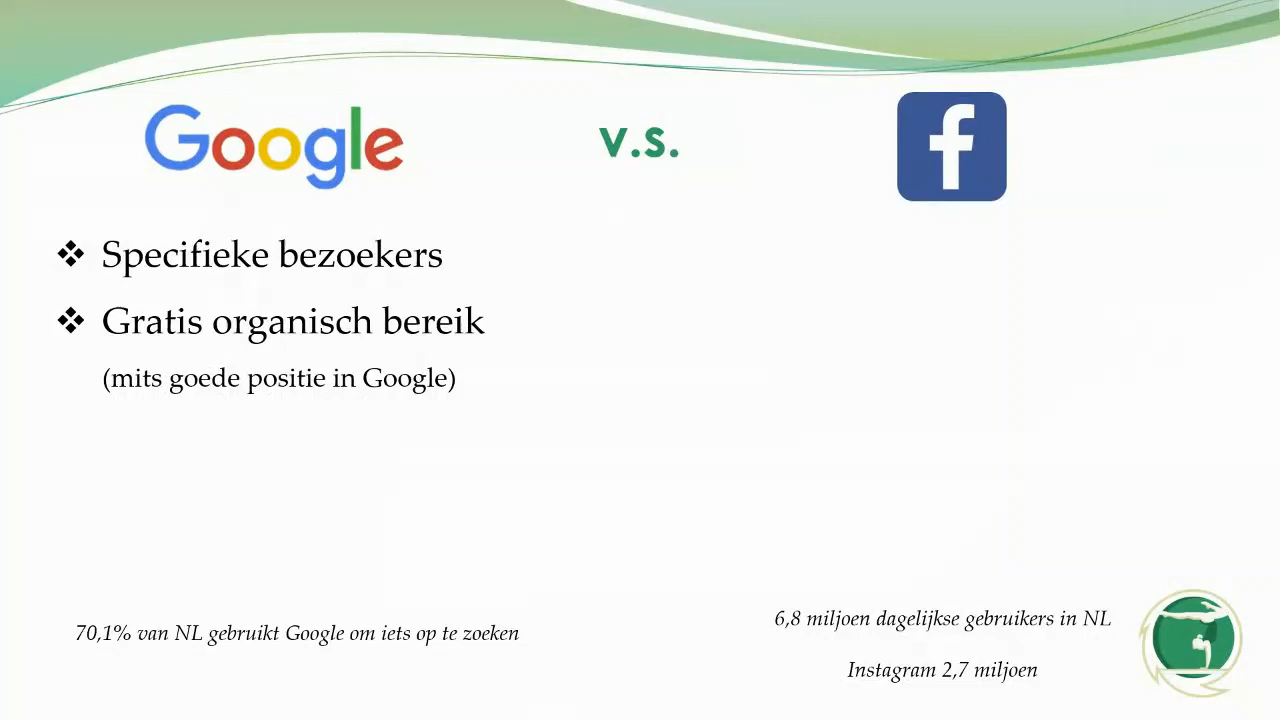 Google
v.s.
f
❖ Specifieke bezoekers
❖ Gratis organisch bereik
(mits goede positie in Google)
70,1% van NL gebruikt Google om iets op te zoeken
6,8 miljoen dagelijkse gebruikers in NL
Instagram 2,7 miljoen